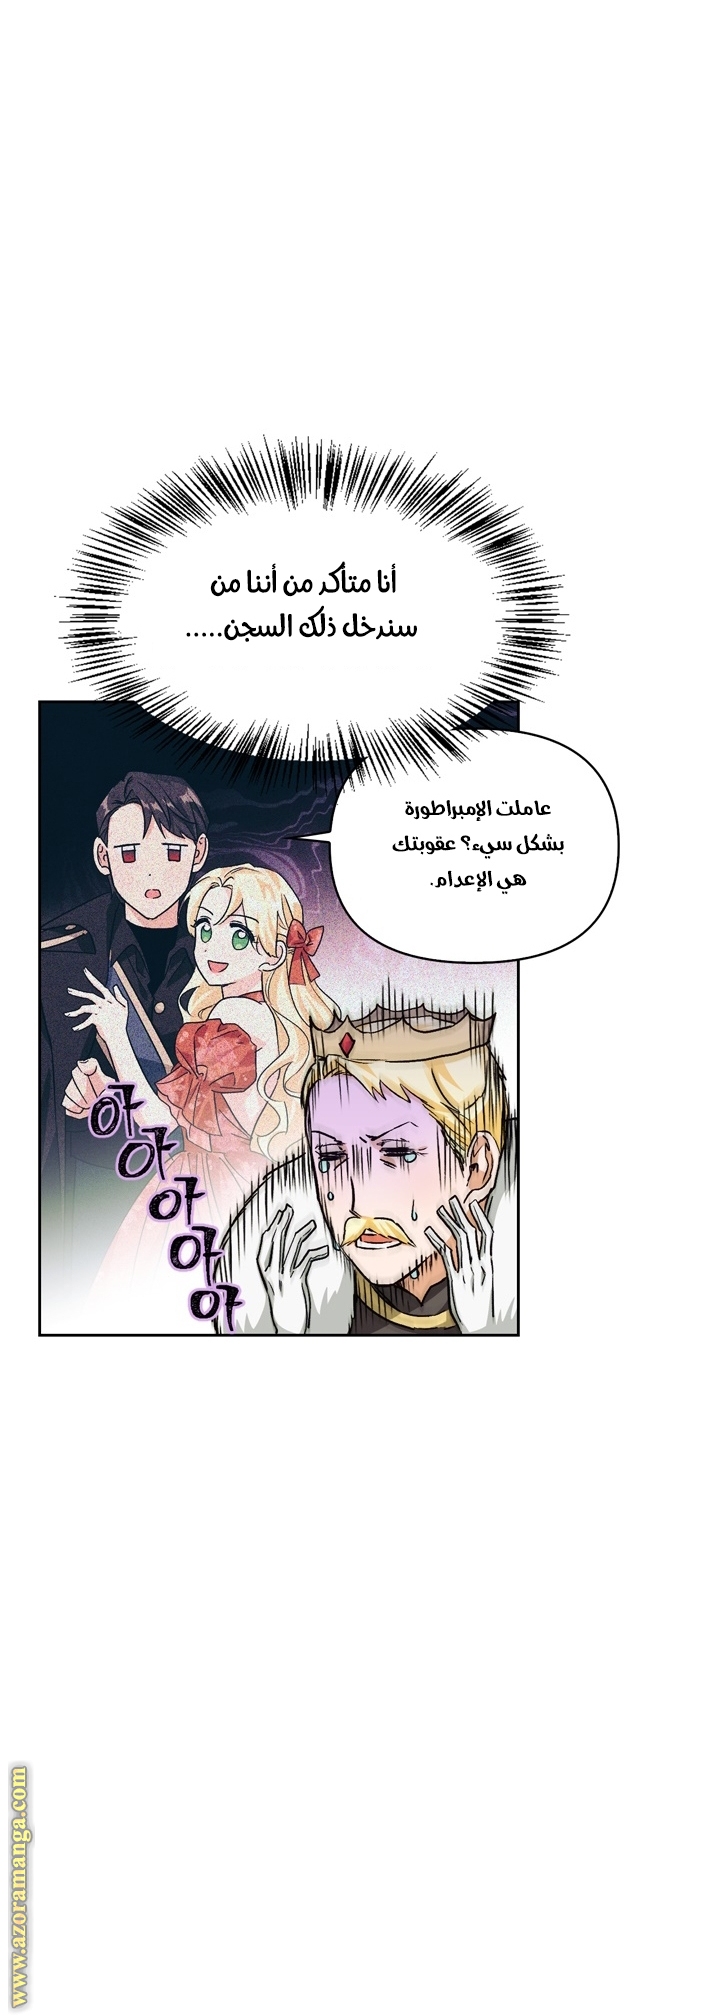 أنا متأكد من أننا من
سندخل ذلك السجن.....
عاملت الإمبراطورة
بشكل سيء؟ عقوبتك
هي الإعدام.
아
아
아
아
아
www.azoramanga.com